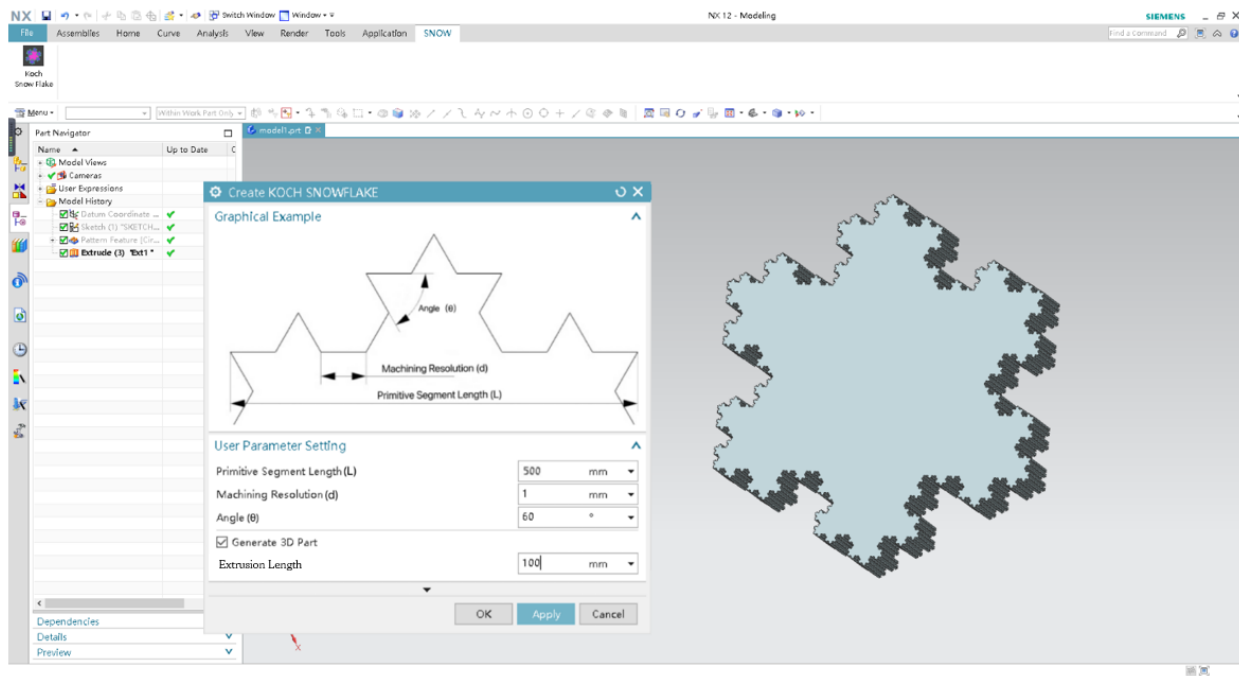 NX Switch Window Window NX 12 - Modeling SIEMENS
File Assemblies Home Curve Analysis View Render Tools Application SNOW Find a Command
Koch
Snow Flake
Menu Within Work Part Only
Part Navigator
model1.prt
Name Up to Date C
Model Views
Cameras
User Expressions
Model History
Datum Coordinate ...
Sketch (1) "SKETCH...
Pattern Feature [Cir...
Extrude (3) "Ext1"
Create KOCH SNOWFLAKE
Graphical Example
Angle (θ)
Machining Resolution (d)
Primitive Segment Length (L)
User Parameter Setting
Primitive Segment Length (L) 500 mm
Machining Resolution (d) 1 mm
Angle (θ) 60 °
Generate 3D Part
Extrusion Length 100 mm
OK Apply Cancel
Dependencies
Details
Preview
X